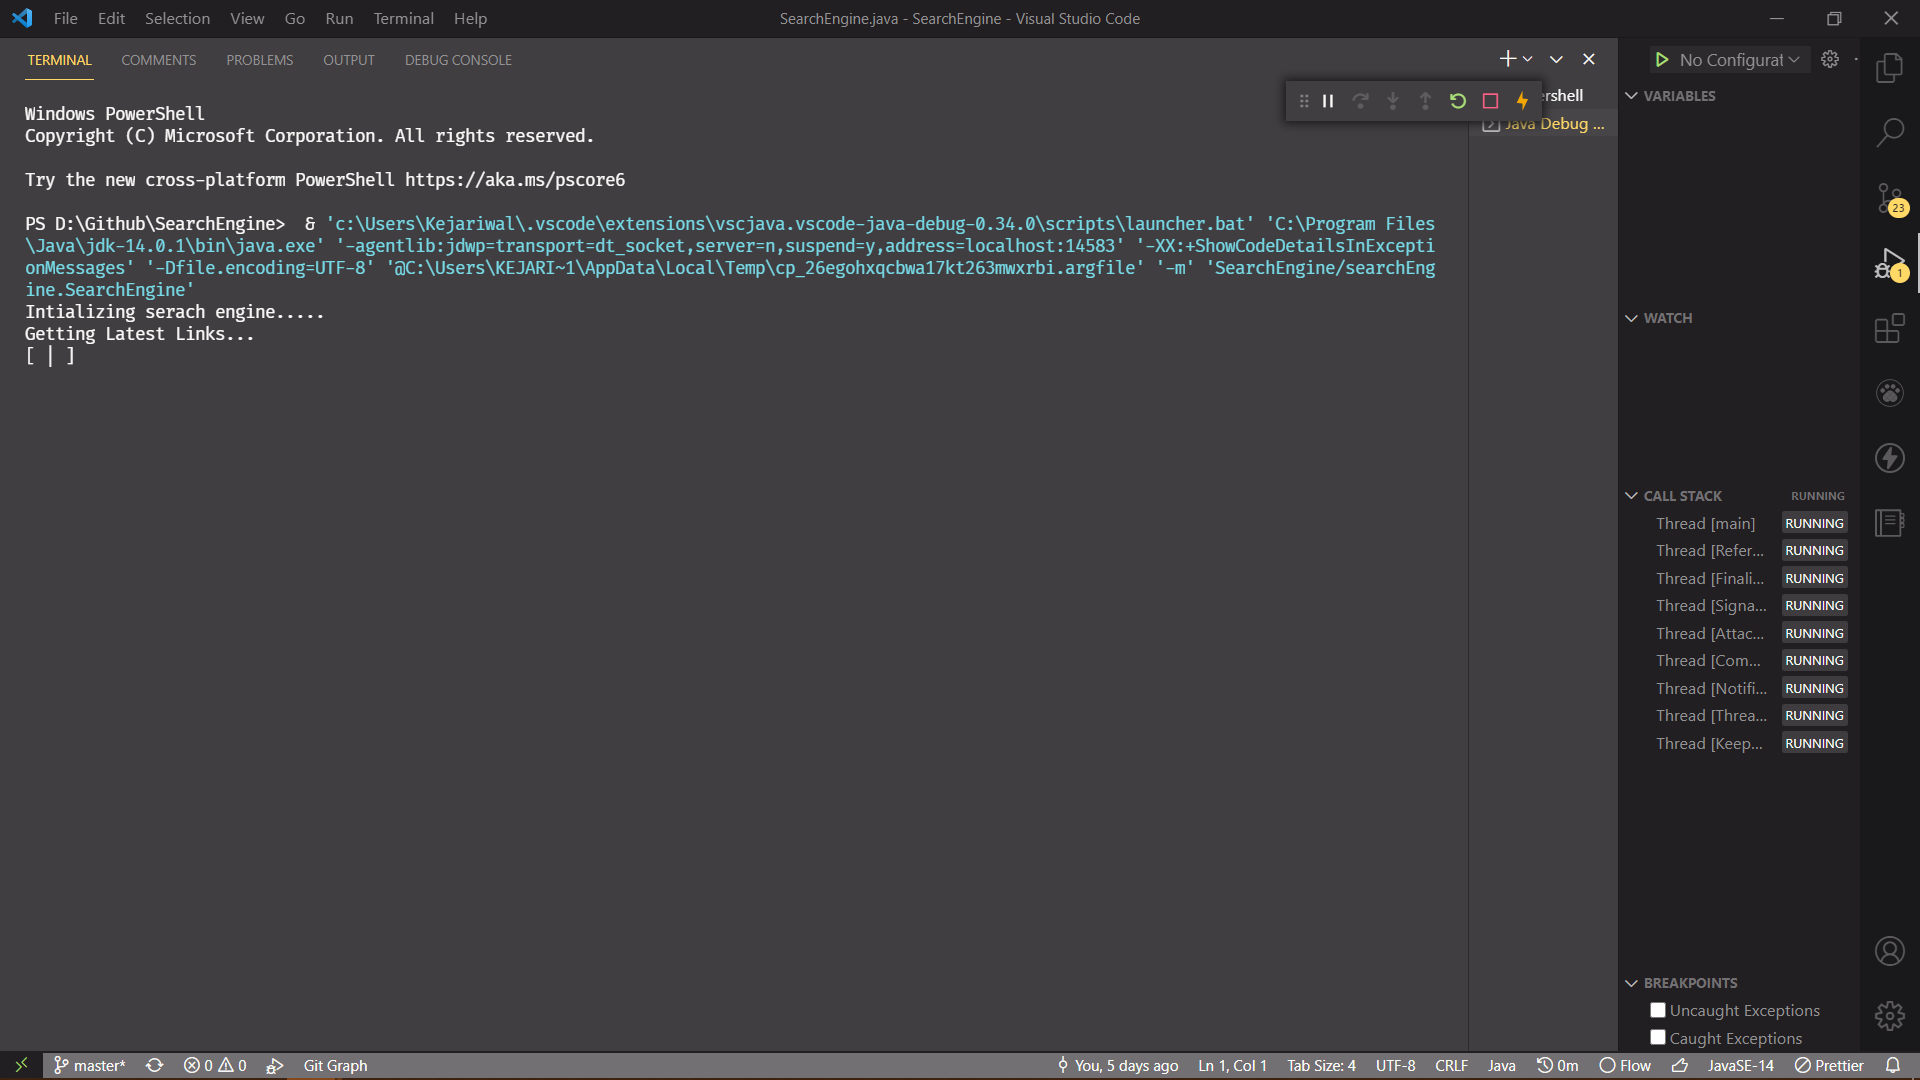 File Edit Selection View Go Run Terminal Help
SearchEngine.java - SearchEngine - Visual Studio Code
TERMINAL COMMENTS PROBLEMS OUTPUT DEBUG CONSOLE
Windows PowerShell
Copyright (C) Microsoft Corporation. All rights reserved.
Try the new cross-platform PowerShell https://aka.ms/pscore6
PS D:\Github\SearchEngine>  & 'c:\Users\Kejariwal\.vscode\extensions\vscjava.vscode-java-debug-0.34.0\scripts\launcher.bat' 'C:\Program Files
\Java\jdk-14.0.1\bin\java.exe' '-agentlib:jdwp=transport=dt_socket,server=n,suspend=y,address=localhost:14583' '-XX:+ShowCodeDetailsInExcepti
onMessages' '-Dfile.encoding=UTF-8' '@C:\Users\KEJARI~1\AppData\Local\Temp\cp_26egohxqcbwa17kt263mwxrbi.argfile' '-m' 'SearchEngine/searchEng
ine.SearchEngine'
Intializing serach engine.....
Getting Latest Links...
[ | ]
ershell
Java Debug ...
No Configurat
VARIABLES
WATCH
CALL STACK RUNNING
Thread [main] RUNNING
Thread [Refer... RUNNING
Thread [Finali... RUNNING
Thread [Signa... RUNNING
Thread [Attac... RUNNING
Thread [Com... RUNNING
Thread [Notifi... RUNNING
Thread [Threa... RUNNING
Thread [Keep... RUNNING
BREAKPOINTS
Uncaught Exceptions
Caught Exceptions
23
1
master* 0 0 Git Graph
You, 5 days ago Ln 1, Col 1 Tab Size: 4 UTF-8 CRLF Java 0m Flow JavaSE-14 Prettier